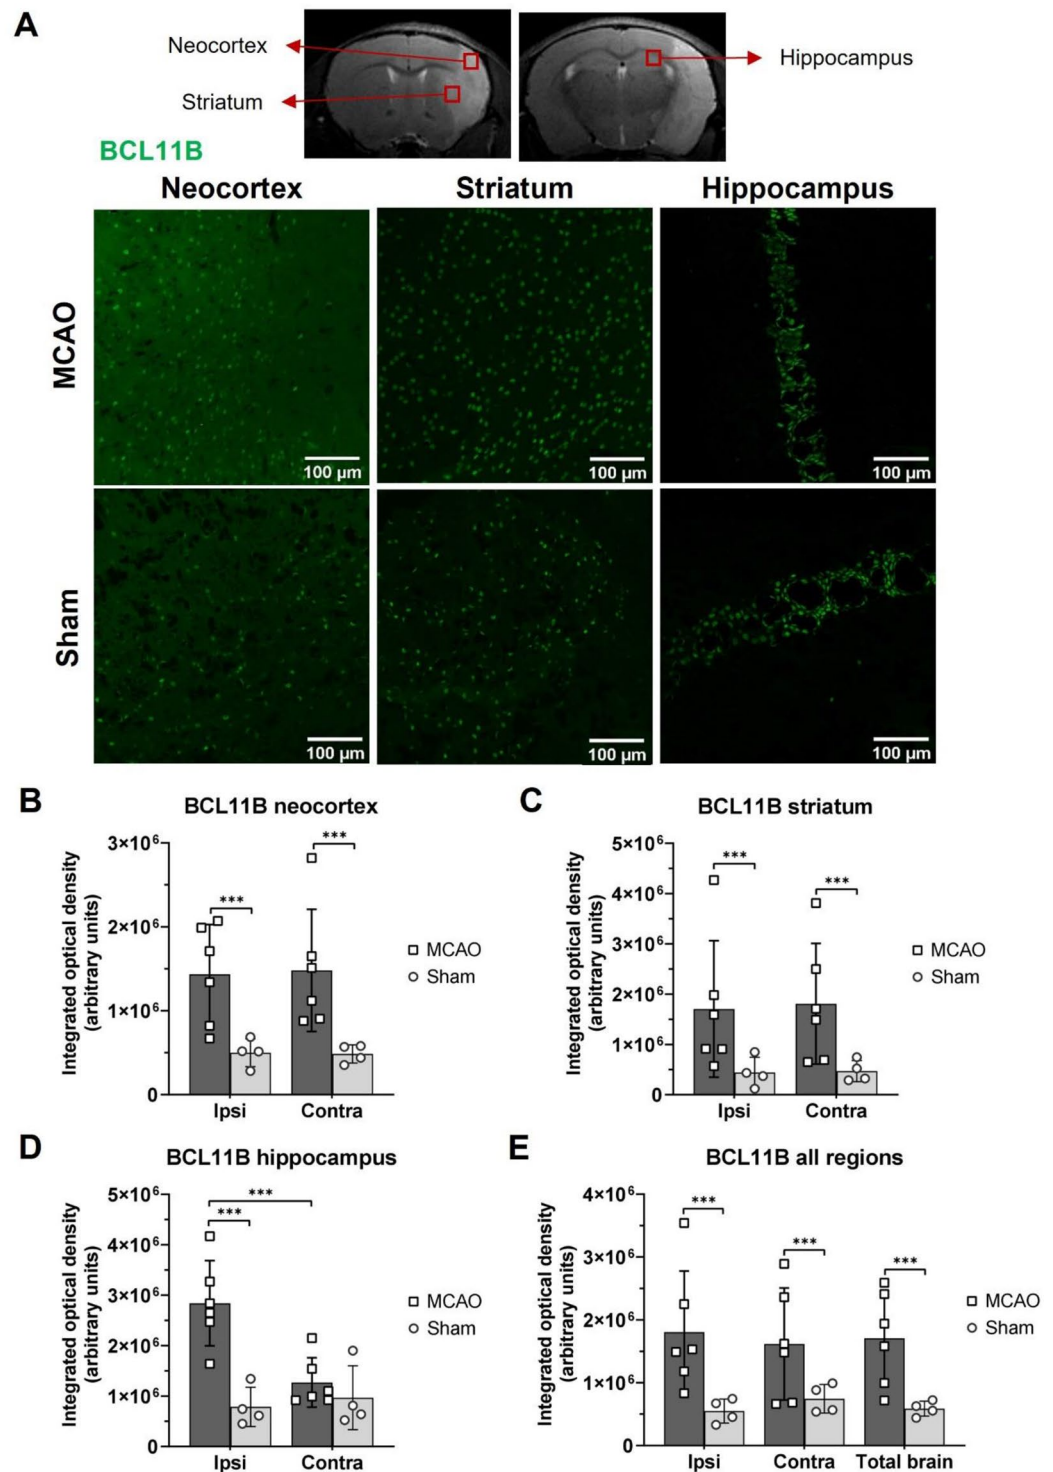 A
Neocortex
Striatum
Hippocampus
BCL11B
Neocortex Striatum Hippocampus
MCAO
100 µm 100 µm 100 µm
Sham
100 µm 100 µm 100 µm
B
BCL11B neocortex
Integrated optical density
(arbitrary units)
3×10⁶
2×10⁶
1×10⁶
0
***
***
MCAO
Sham
Ipsi Contra
C
BCL11B striatum
Integrated optical density
(arbitrary units)
5×10⁶
4×10⁶
3×10⁶
2×10⁶
1×10⁶
0
***
***
MCAO
Sham
Ipsi Contra
D
BCL11B hippocampus
Integrated optical density
(arbitrary units)
5×10⁶
4×10⁶
3×10⁶
2×10⁶
1×10⁶
0
***
***
MCAO
Sham
Ipsi Contra
E
BCL11B all regions
Integrated optical density
(arbitrary units)
4×10⁶
3×10⁶
2×10⁶
1×10⁶
0
***
***
***
MCAO
Sham
Ipsi Contra Total brain